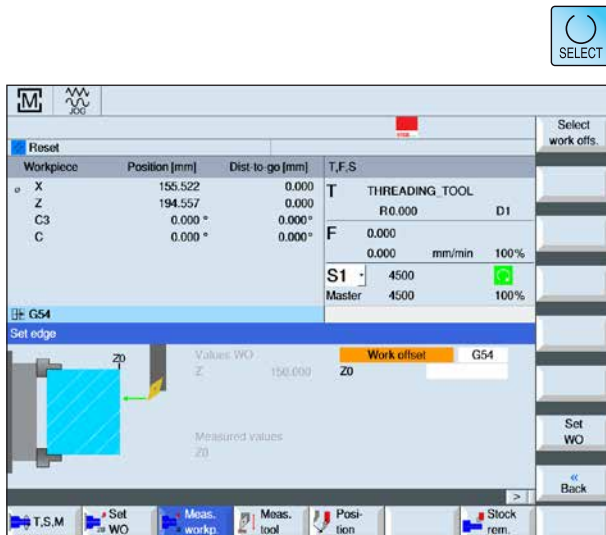 SELECT
M JOG
Select
work offs.
Reset
Workpiece Position [mm] Dist-to-go [mm] T,F,S
X 155.522 0.000 T THREADING_TOOL
Z 194.557 0.000 R0.000 D1
C3 0.000 ° 0.000°
C 0.000 ° 0.000° F 0.000
0.000 mm/min 100%
S1 4500
Master 4500 100%
G54
Set edge
Z0 Values WO Work offset G54
Z 150.000 Z0
Measured values
Z0
Set
WO
«
Back
>
T,S,M Set
WO Meas.
workp. Meas.
tool Posi-
tion Stock
rem.